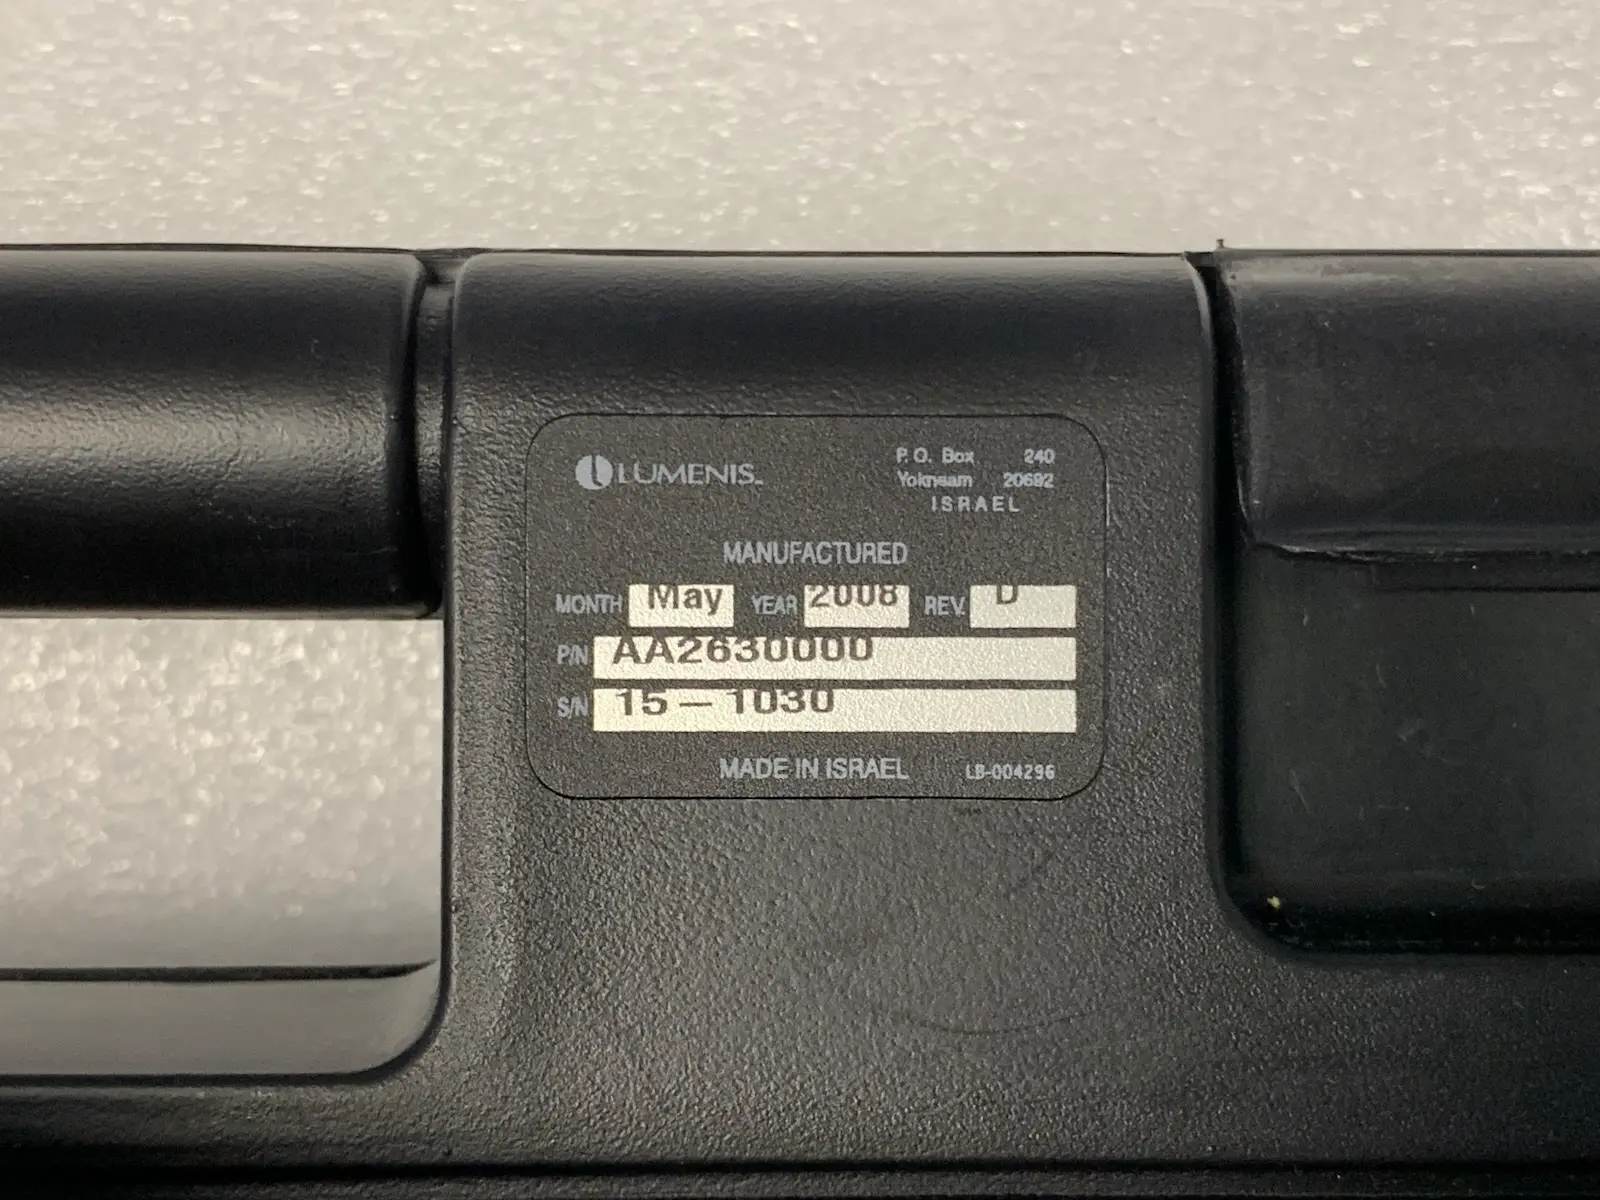 LUMENIS
P.O. Box 240
Yokneam 20692
ISRAEL
MANUFACTURED
MONTH May YEAR 2008 REV. D
P/N AA2630000
S/N 15 - 1030
MADE IN ISRAEL LB-004296